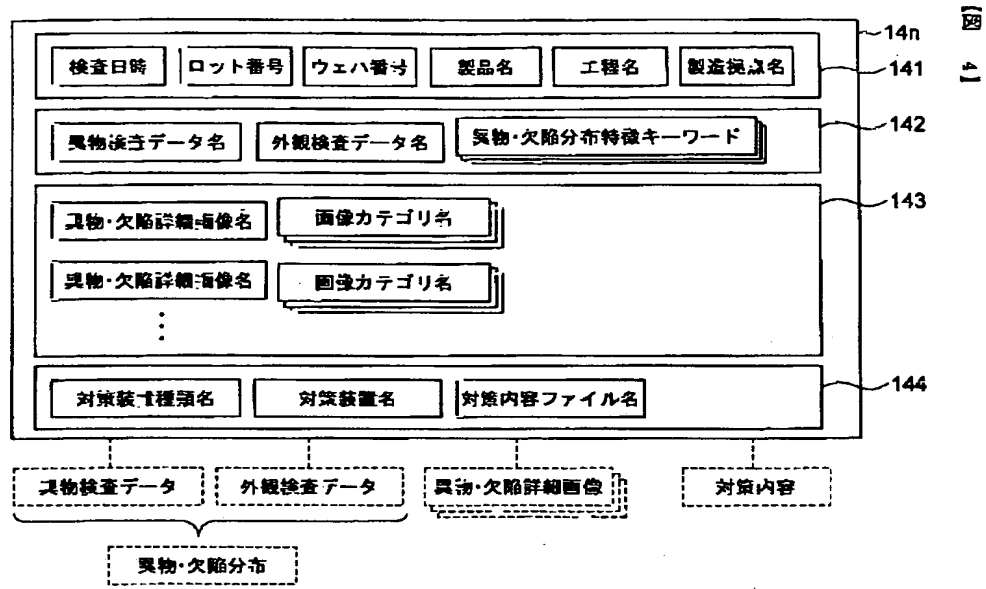 【図 4】
14n
検査日時 ロット番号 ウェハ番号 製品名 工程名 製造拠点名
141
異物検査データ名 外観検査データ名 異物・欠陥分布特徴キーワード
142
143
異物・欠陥詳細画像名 画像カテゴリ名
異物・欠陥詳細画像名 画像カテゴリ名
対策装置種類名 対策装置名 対策内容ファイル名
144
異物検査データ 外観検査データ 異物・欠陥詳細画像 対策内容
異物・欠陥分布